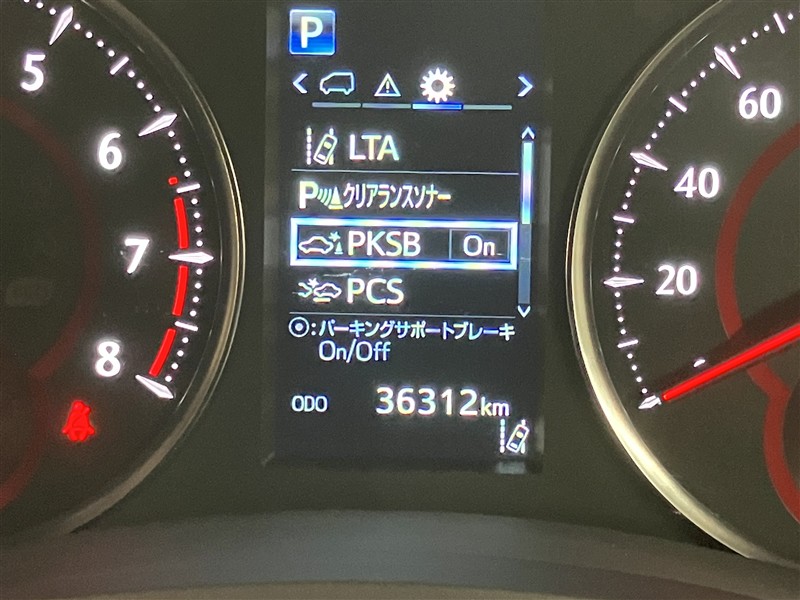 P
LTA
P クリアランスソナー
PKSB On
PCS
⦿:パーキングサポートブレーキ
On/Off
ODO 36312km
5
6
7
8
60
40
20